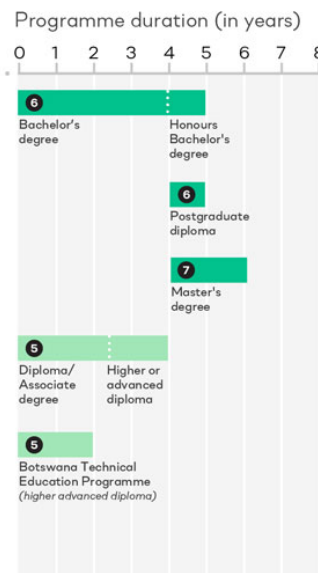 Programme duration (in years)
0 1 2 3 4 5 6 7 8
6
Bachelor's
degree
Honours
Bachelor's
degree
6
Postgraduate
diploma
7
Master's
degree
5
Diploma/
Associate
degree
Higher or
advanced
diploma
5
Botswana Technical
Education Programme
(higher advanced diploma)